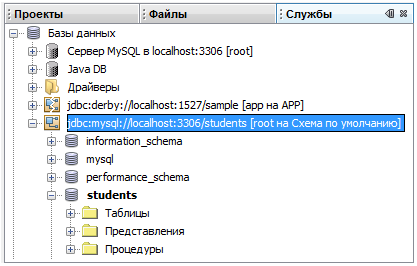 Проекты Файлы Службы
Базы данных
Сервер MySQL в localhost:3306 [root]
Java DB
Драйверы
jdbc:derby://localhost:1527/sample [app на APP]
jdbc:mysql://localhost:3306/students [root на Схема по умолчанию]
information_schema
mysql
performance_schema
students
Таблицы
Представления
Процедуры